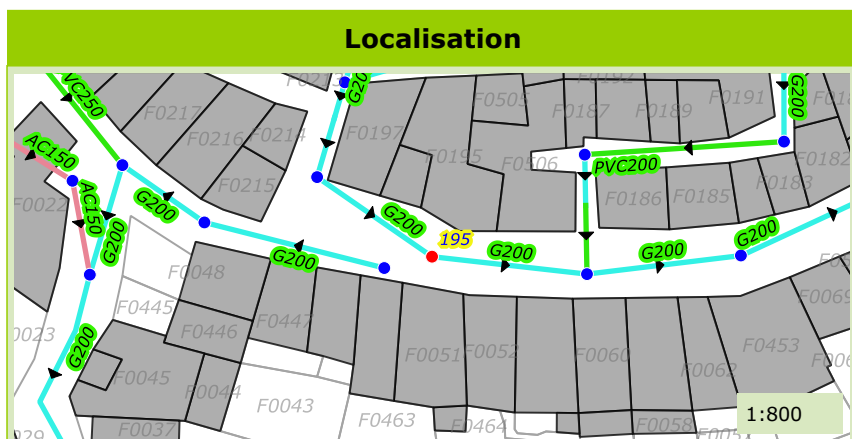 Localisation
G200
VC250
F0217
F0216
F0214
F0215
F0197
F0195
F0505
F0506
F0187
F0189
F0191
G200
F0182
F0183
F0185
F0186
PVC200
AC150
AC150
F0022
G200
G200
G200
G200
195
G200
G200
G200
F0048
F0445
F0446
F0447
0023
G200
F0045
F0044
F0043
F0037
F0463
F0464
F0051
F0052
F0060
F0062
F0453
F0058
F0069
1:800